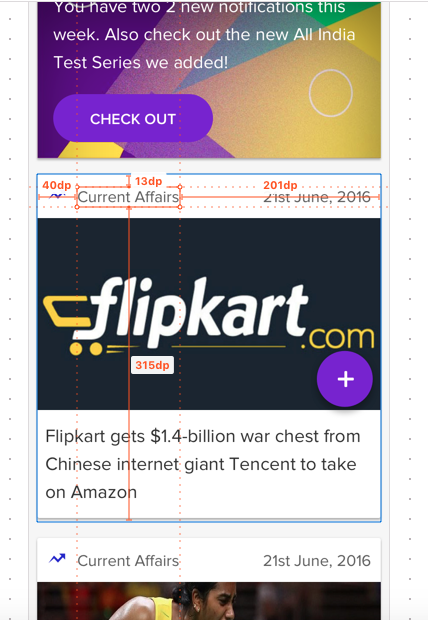 You have two 2 new notifications this
week. Also check out the new All India
Test Series we added!
CHECK OUT
13dp
40dp
201dp
Current Affairs
21st June, 2016
flipkart
.com
315dp
+
Flipkart gets $1.4-billion war chest from
Chinese internet giant Tencent to take
on Amazon
Current Affairs
21st June, 2016